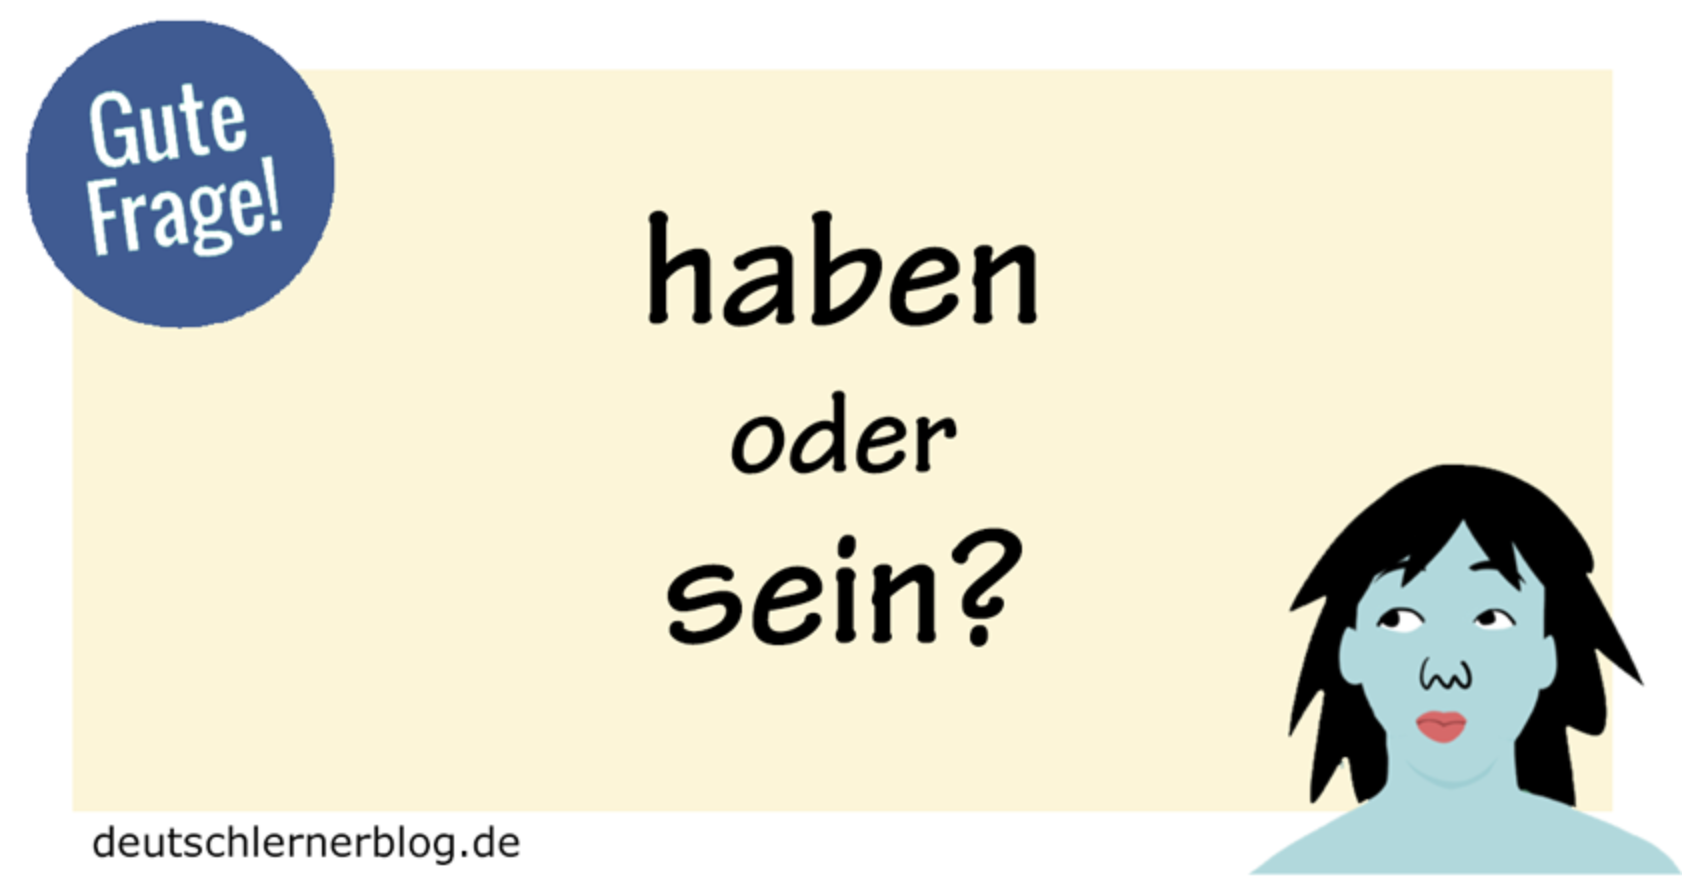 Gute
Frage!
haben
oder
sein?
deutschlernerblog.de